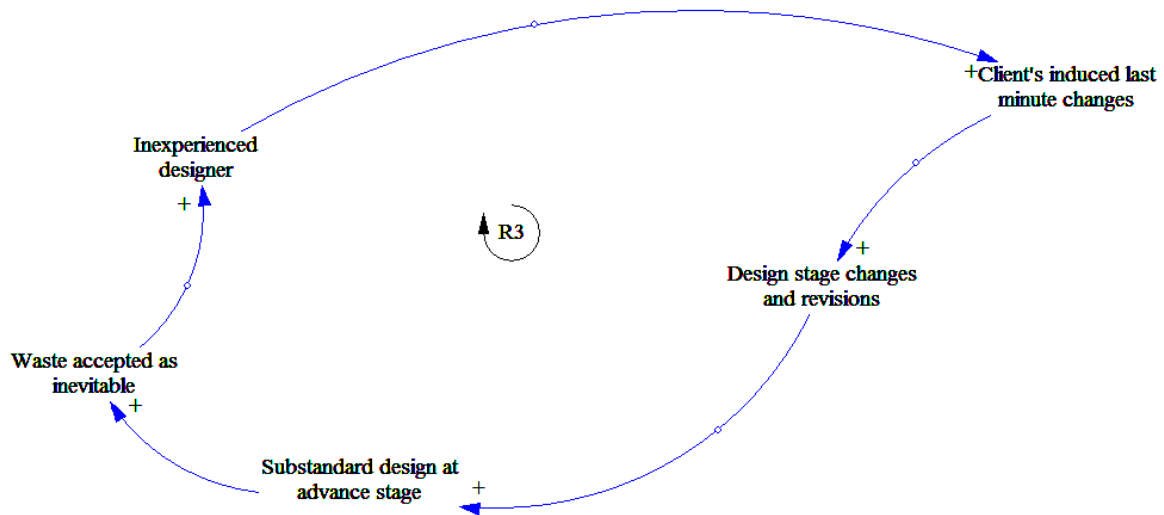 +Client's induced last
minute changes
Inexperienced
designer
+
R3
+
Design stage changes
and revisions
Waste accepted as
inevitable
+
Substandard design at
advance stage
+